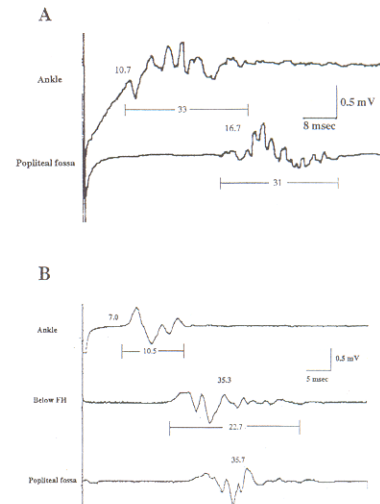 A
10.7
Ankle
33
0.5 mV
8 msec
16.7
Popliteal fossa
31
B
7.0
Ankle
10.5
0.5 mV
5 msec
35.3
Below FH
22.7
35.7
Popliteal fossa